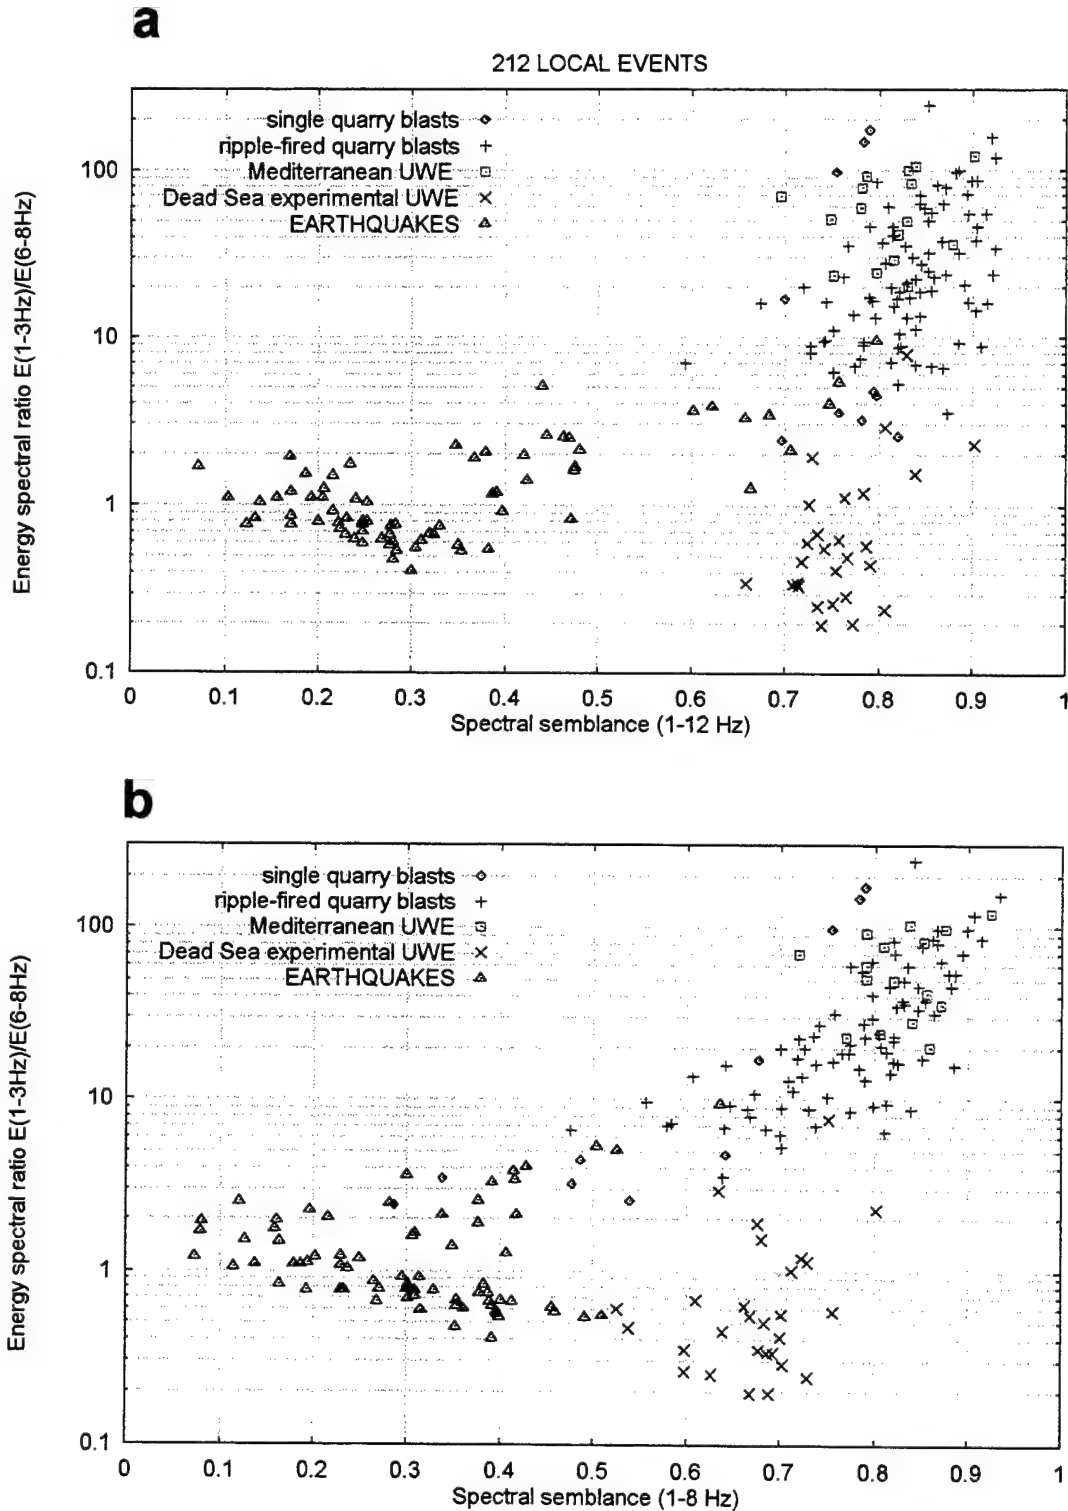 a
212 LOCAL EVENTS
single quarry blasts
ripple-fired quarry blasts
Mediterranean UWE
Dead Sea experimental UWE
EARTHQUAKES
Energy spectral ratio E(1-3Hz)/E(6-8Hz)
100
10
1
0.1
0 0.1 0.2 0.3 0.4 0.5 0.6 0.7 0.8 0.9 1
Spectral semblance (1-12 Hz)
b
single quarry blasts
ripple-fired quarry blasts
Mediterranean UWE
Dead Sea experimental UWE
EARTHQUAKES
Energy spectral ratio E(1-3Hz)/E(6-8Hz)
100
10
1
0.1
0 0.1 0.2 0.3 0.4 0.5 0.6 0.7 0.8 0.9 1
Spectral semblance (1-8 Hz)